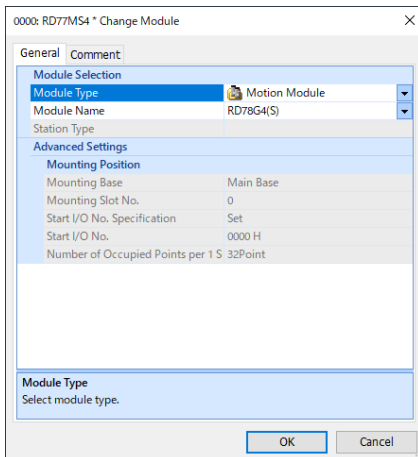 0000: RD77MS4 * Change Module
General Comment
Module Selection
Module Type Motion Module
Module Name RD78G4(S)
Station Type
Advanced Settings
Mounting Position
Mounting Base Main Base
Mounting Slot No. 0
Start I/O No. Specification Set
Start I/O No. 0000 H
Number of Occupied Points per 1 S 32Point
Module Type
Select module type.
OK Cancel